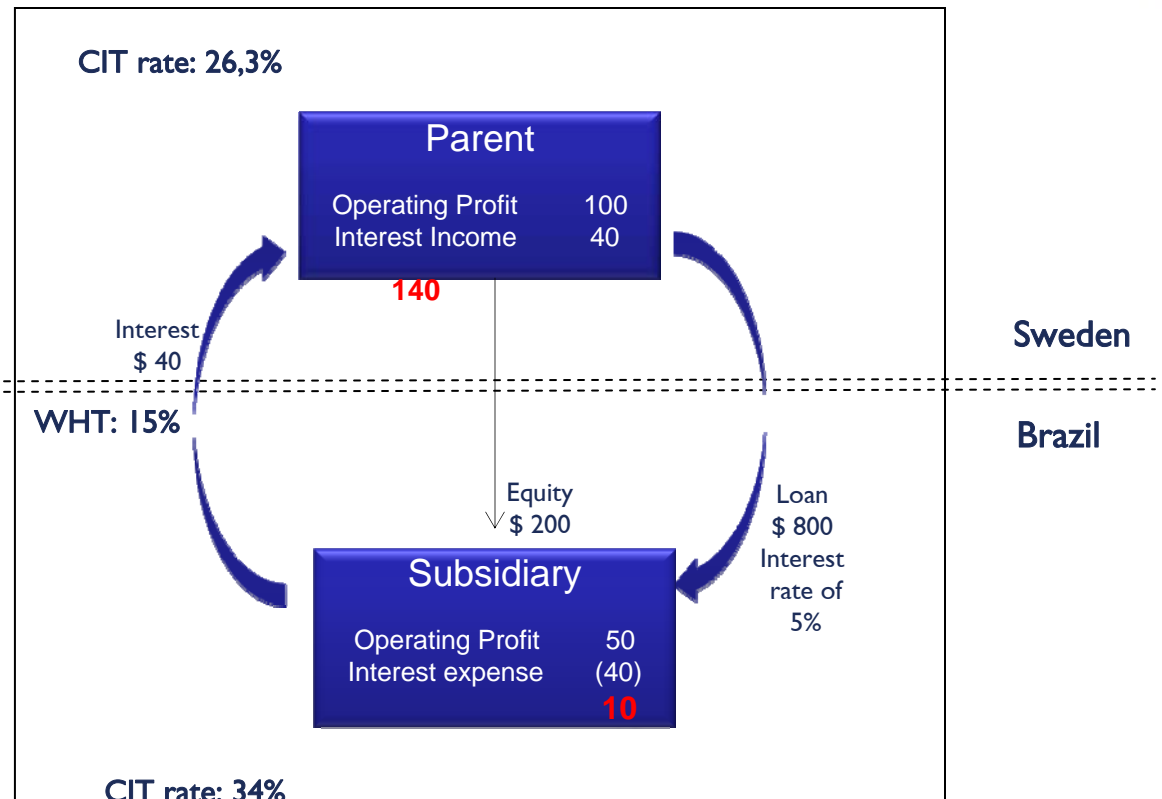 CIT rate: 26,3%
Parent
Operating Profit 100
Interest Income 40
140
Interest
$ 40
Sweden
WHT: 15%
Brazil
Equity
$ 200
Loan
$ 800
Interest
rate of
5%
Subsidiary
Operating Profit 50
Interest expense (40)
10
CIT rate: 34%